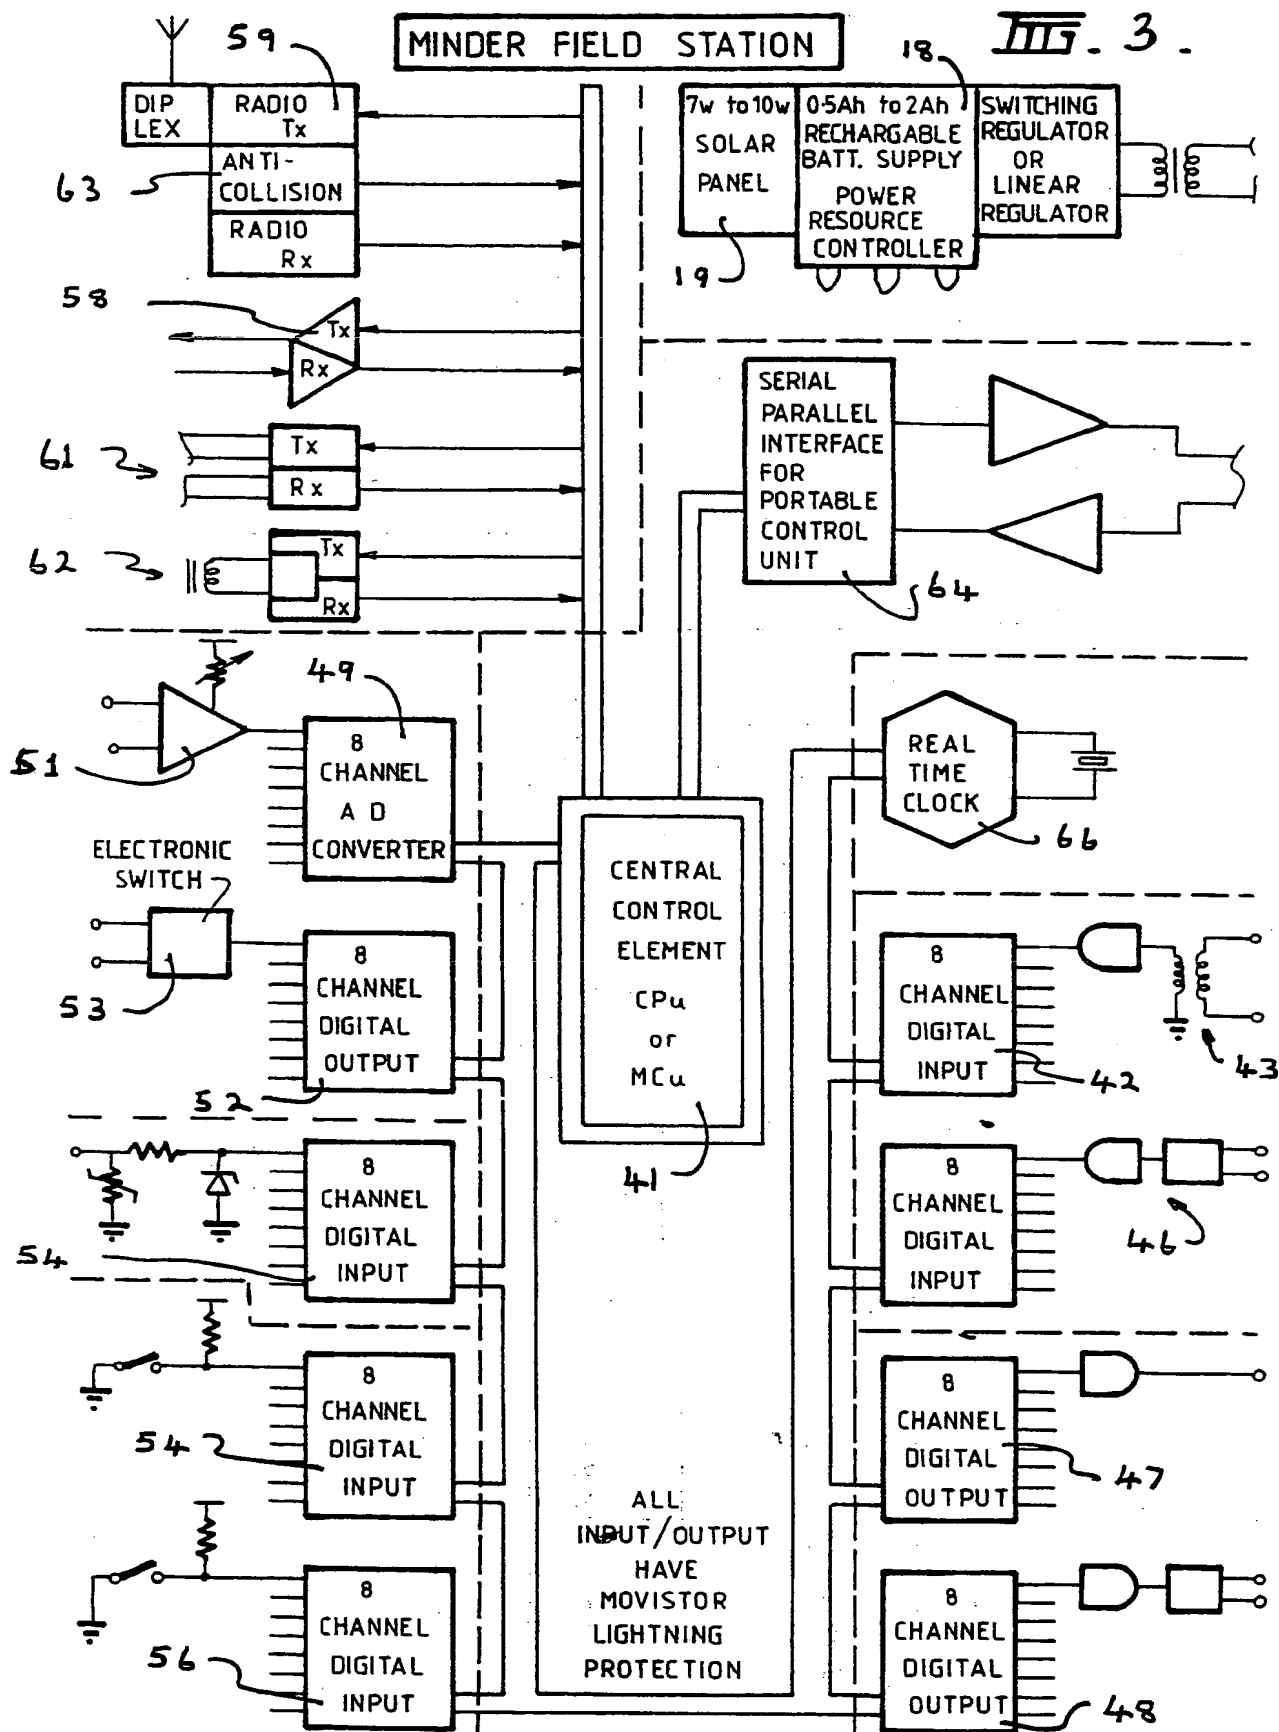 MINDER FIELD STATION
FIG. 3.
59
DIP
LEX
RADIO
Tx
ANTI-
COLLISION
RADIO
Rx
63
18
7w to 10w
SOLAR
PANEL
0·5Ah to 2Ah
RECHARGABLE
BATT. SUPPLY
POWER
RESOURCE
CONTROLLER
SWITCHING
REGULATOR
OR
LINEAR
REGULATOR
19
58
Tx
Rx
61
Tx
Rx
62
Tx
Rx
SERIAL
PARALLEL
INTERFACE
FOR
PORTABLE
CONTROL
UNIT
64
49
51
8
CHANNEL
A D
CONVERTER
ELECTRONIC
SWITCH
53
8
CHANNEL
DIGITAL
OUTPUT
52
8
CHANNEL
DIGITAL
INPUT
54
8
CHANNEL
DIGITAL
INPUT
54
8
CHANNEL
DIGITAL
INPUT
56
CENTRAL
CONTROL
ELEMENT
CPu
or
MCu
41
ALL
INPUT/OUTPUT
HAVE
MOVISTOR
LIGHTNING
PROTECTION
REAL
TIME
CLOCK
66
8
CHANNEL
DIGITAL
INPUT
42
43
8
CHANNEL
DIGITAL
INPUT
46
8
CHANNEL
DIGITAL
OUTPUT
47
8
CHANNEL
DIGITAL
OUTPUT
48